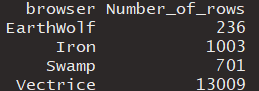 browser Number_of_rows
EarthWolf 236
Iron 1003
Swamp 701
Vectrice 13009